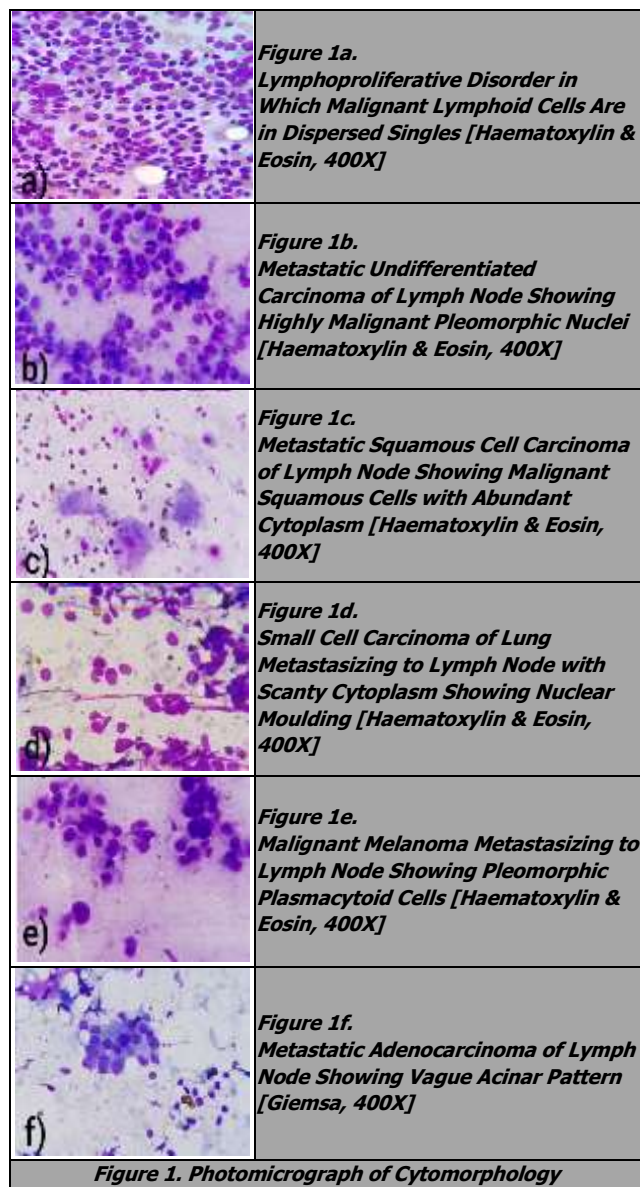 a)
Figure 1a.
Lymphoproliferative Disorder in
Which Malignant Lymphoid Cells Are
in Dispersed Singles [Haematoxylin &
Eosin, 400X]
b)
Figure 1b.
Metastatic Undifferentiated
Carcinoma of Lymph Node Showing
Highly Malignant Pleomorphic Nuclei
[Haematoxylin & Eosin, 400X]
c)
Figure 1c.
Metastatic Squamous Cell Carcinoma
of Lymph Node Showing Malignant
Squamous Cells with Abundant
Cytoplasm [Haematoxylin & Eosin,
400X]
d)
Figure 1d.
Small Cell Carcinoma of Lung
Metastasizing to Lymph Node with
Scanty Cytoplasm Showing Nuclear
Moulding [Haematoxylin & Eosin,
400X]
e)
Figure 1e.
Malignant Melanoma Metastasizing to
Lymph Node Showing Pleomorphic
Plasmacytoid Cells [Haematoxylin &
Eosin, 400X]
f)
Figure 1f.
Metastatic Adenocarcinoma of Lymph
Node Showing Vague Acinar Pattern
[Giemsa, 400X]
Figure 1. Photomicrograph of Cytomorphology